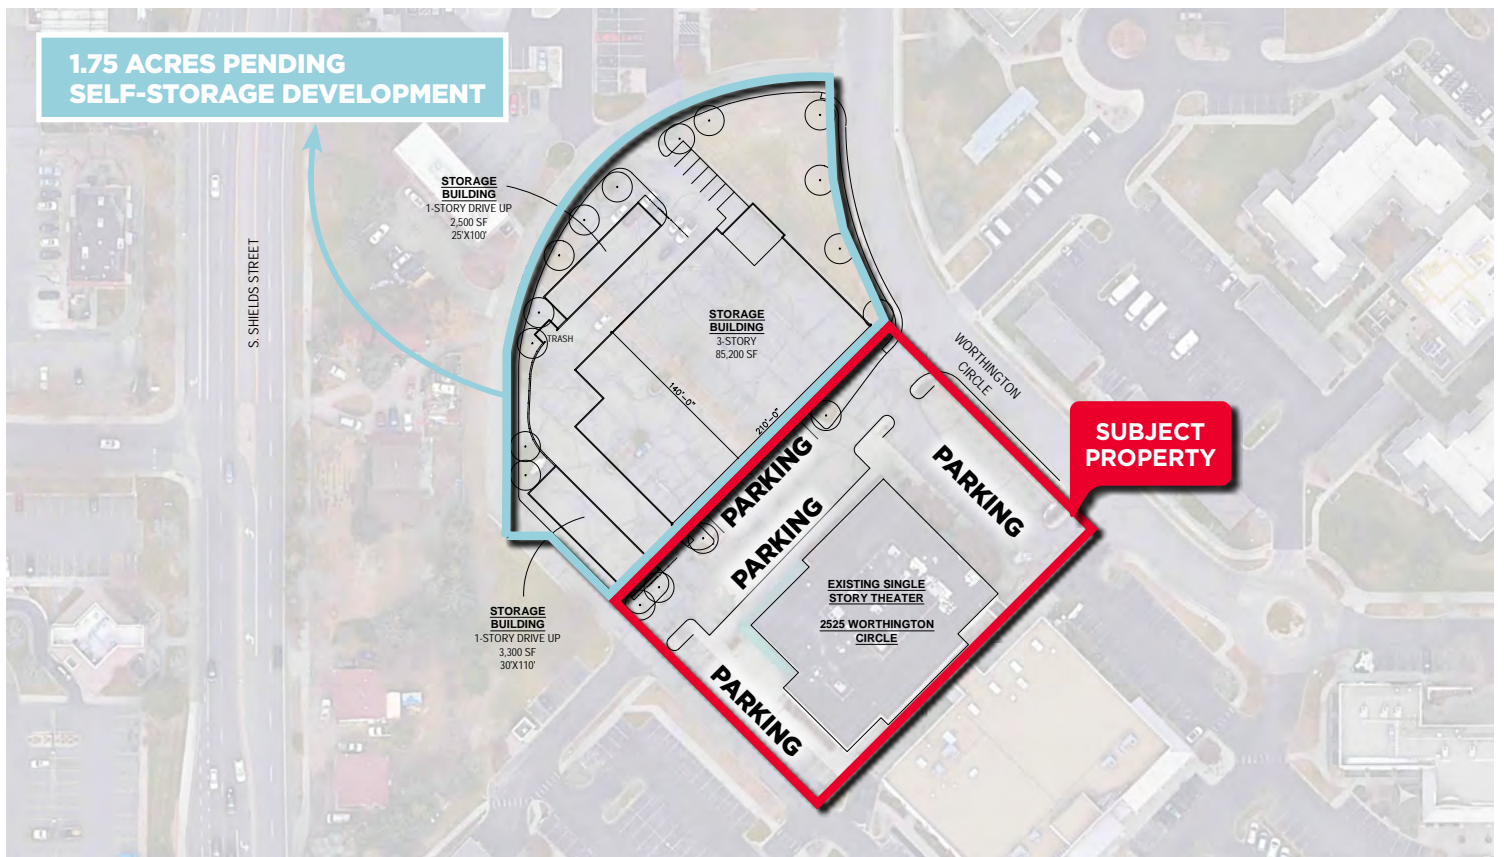 1.75 ACRES PENDING
SELF-STORAGE DEVELOPMENT
STORAGE
BUILDING
1-STORY DRIVE UP
2,500 SF
25'X100'
S. SHIELDS STREET
TRASH
STORAGE
BUILDING
3-STORY
85,200 SF
140'-0"
210'-0"
WORTHINGTON
CIRCLE
SUBJECT
PROPERTY
PARKING
PARKING
PARKING
EXISTING SINGLE
STORY THEATER
2525 WORTHINGTON
CIRCLE
STORAGE
BUILDING
1-STORY DRIVE UP
3,300 SF
30'X110'
PARKING